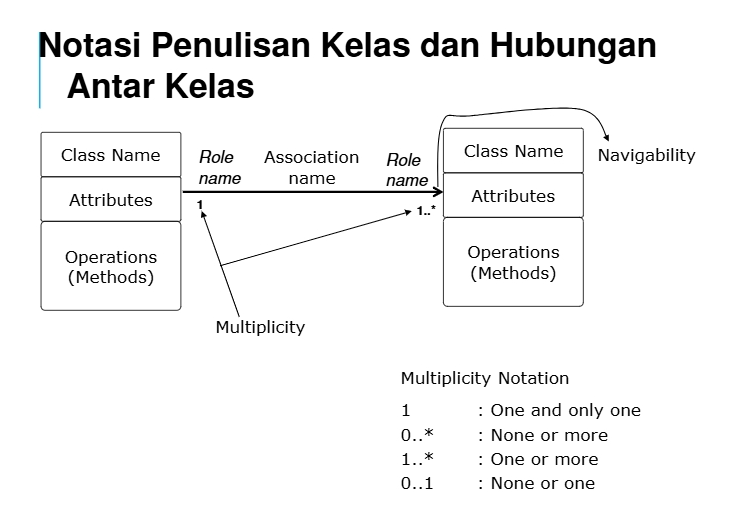 Notasi Penulisan Kelas dan Hubungan
Antar Kelas
Class Name
Attributes
Operations
(Methods)
Role
name
Association
name
Role
name
1
1..*
Multiplicity
Class Name
Attributes
Operations
(Methods)
Navigability
Multiplicity Notation
1 : One and only one
0..* : None or more
1..* : One or more
0..1 : None or one